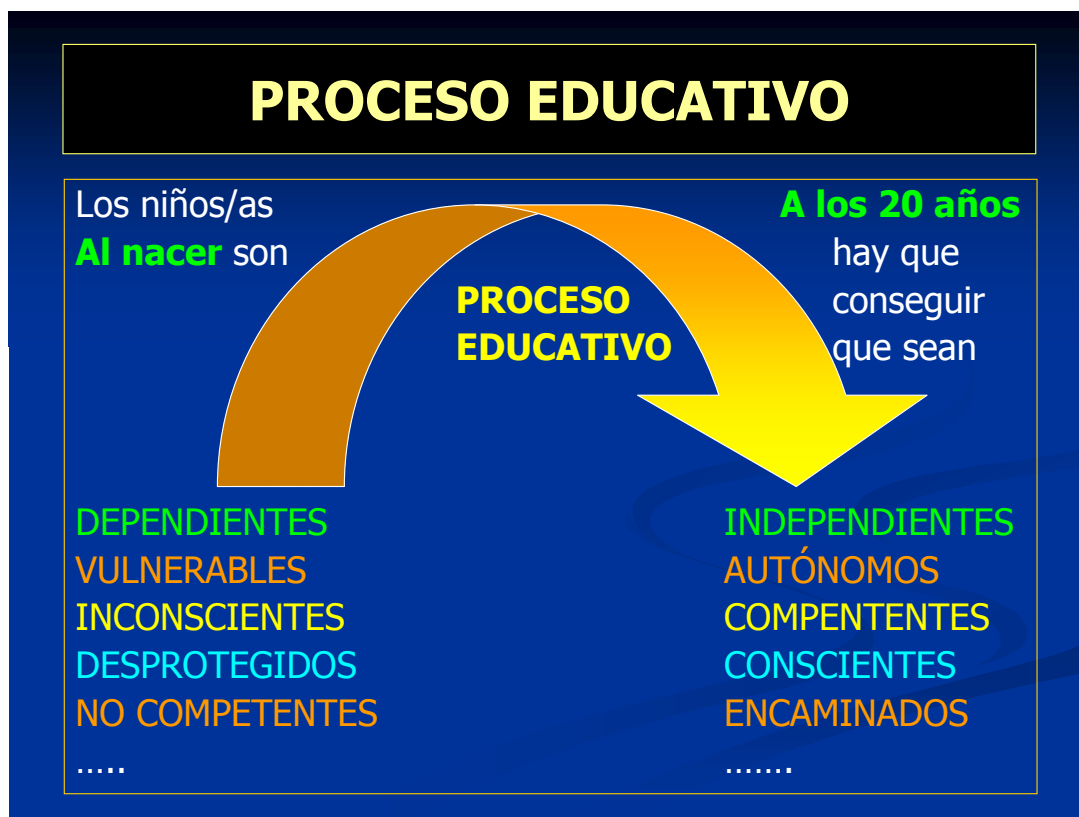 PROCESO EDUCATIVO
Los niños/as
Al nacer son
A los 20 años
hay que
conseguir
que sean
PROCESO
EDUCATIVO
DEPENDIENTES
VULNERABLES
INCONSCIENTES
DESPROTEGIDOS
NO COMPETENTES
…..
INDEPENDIENTES
AUTÓNOMOS
COMPENTENTES
CONSCIENTES
ENCAMINADOS
…….